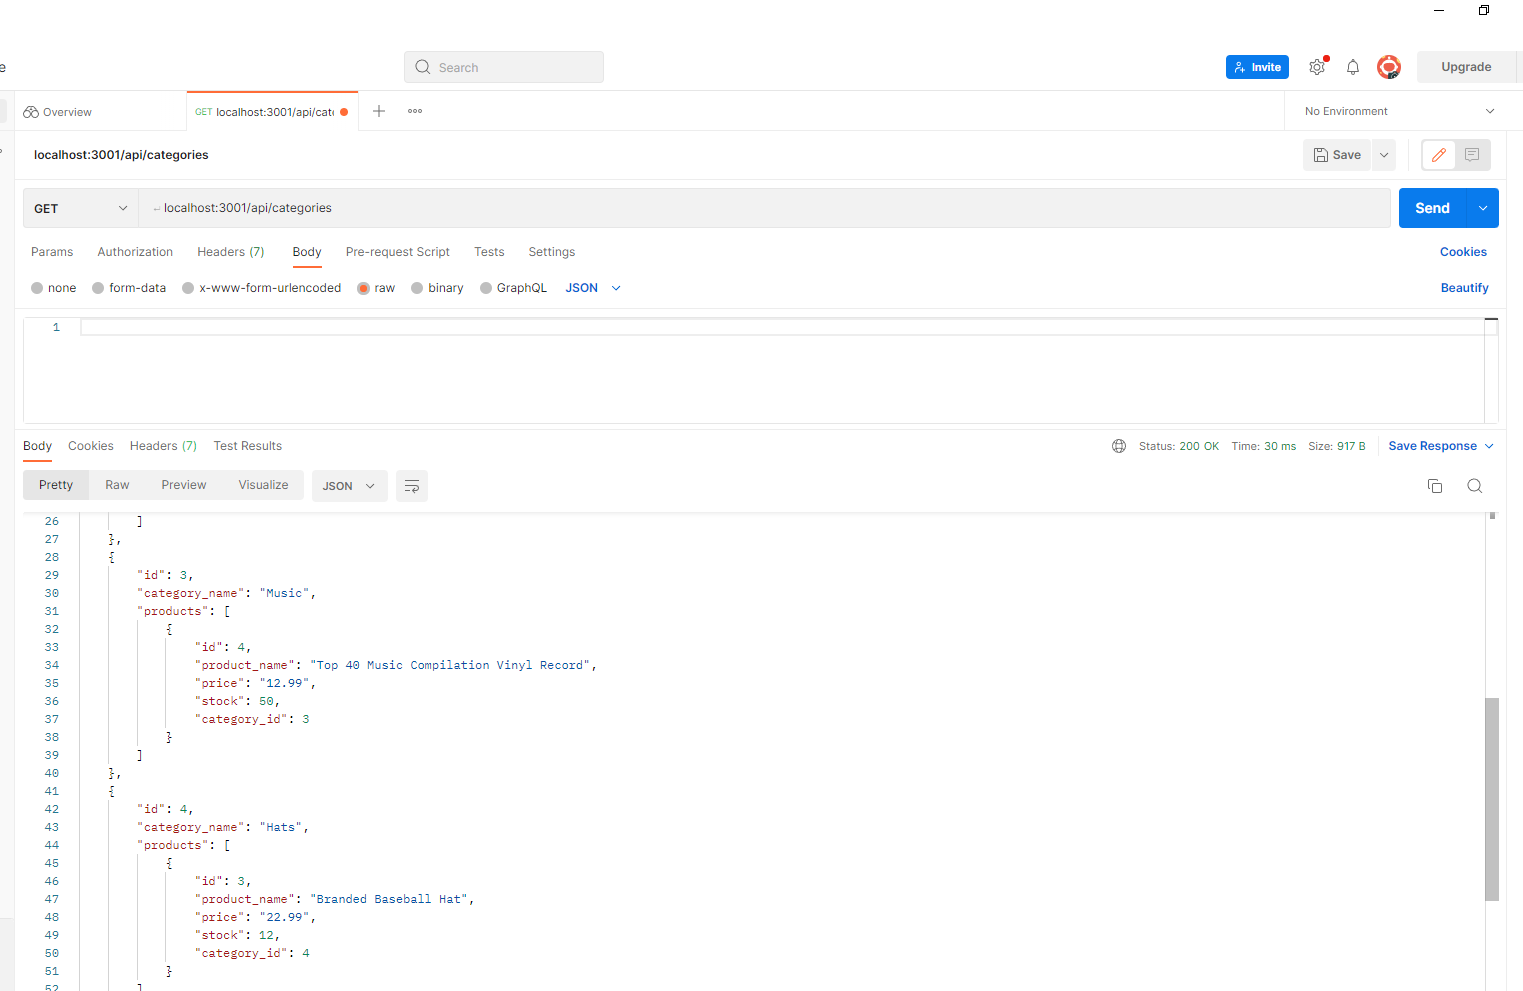 e
Search
Invite
Upgrade
Overview
GET localhost:3001/api/cat
No Environment
localhost:3001/api/categories
Save
GET
localhost:3001/api/categories
Send
Params Authorization Headers (7) Body Pre-request Script Tests Settings
Cookies
none form-data x-www-form-urlencoded raw binary GraphQL JSON
Beautify
1
Body Cookies Headers (7) Test Results
Status: 200 OK Time: 30 ms Size: 917 B Save Response
Pretty Raw Preview Visualize JSON
26 ]
27 },
28 {
29 "id": 3,
30 "category_name": "Music",
31 "products": [
32 {
33 "id": 4,
34 "product_name": "Top 40 Music Compilation Vinyl Record",
35 "price": "12.99",
36 "stock": 50,
37 "category_id": 3
38 }
39 ]
40 },
41 {
42 "id": 4,
43 "category_name": "Hats",
44 "products": [
45 {
46 "id": 3,
47 "product_name": "Branded Baseball Hat",
48 "price": "22.99",
49 "stock": 12,
50 "category_id": 4
51 }
52 ]